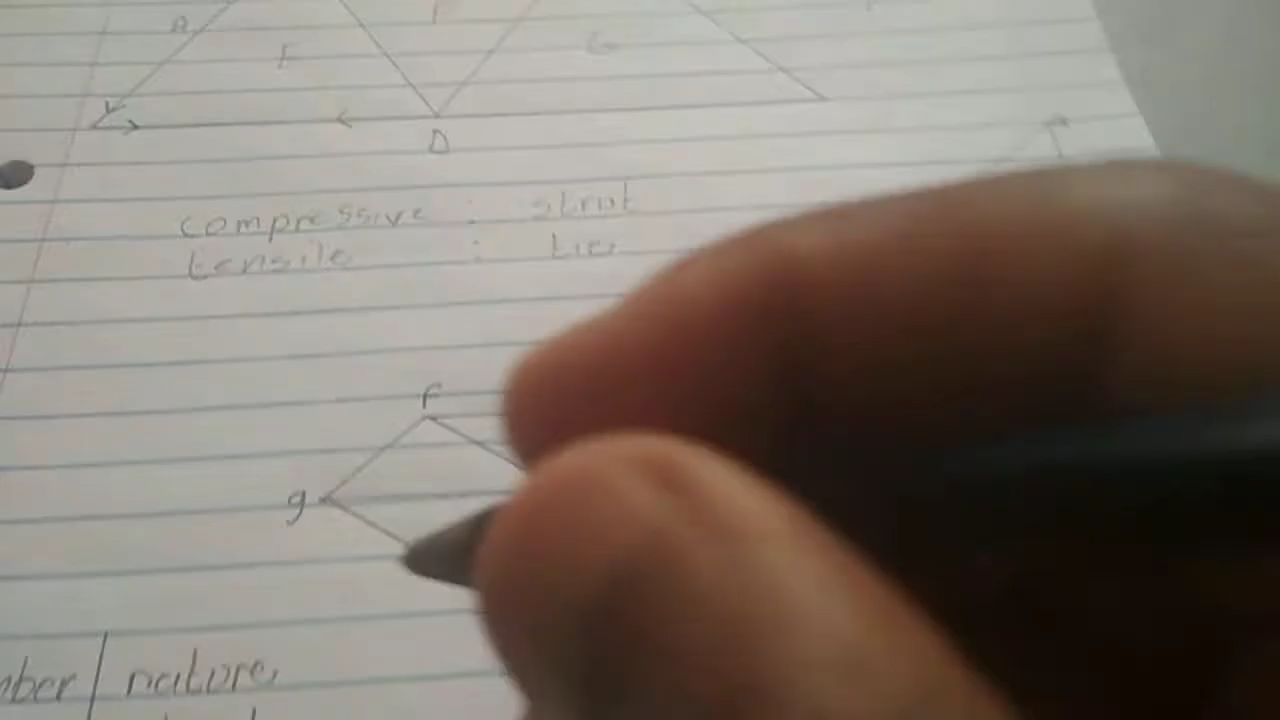 A
F
G
D
compressive : strut
tensile : tie
f
g
mber | nature